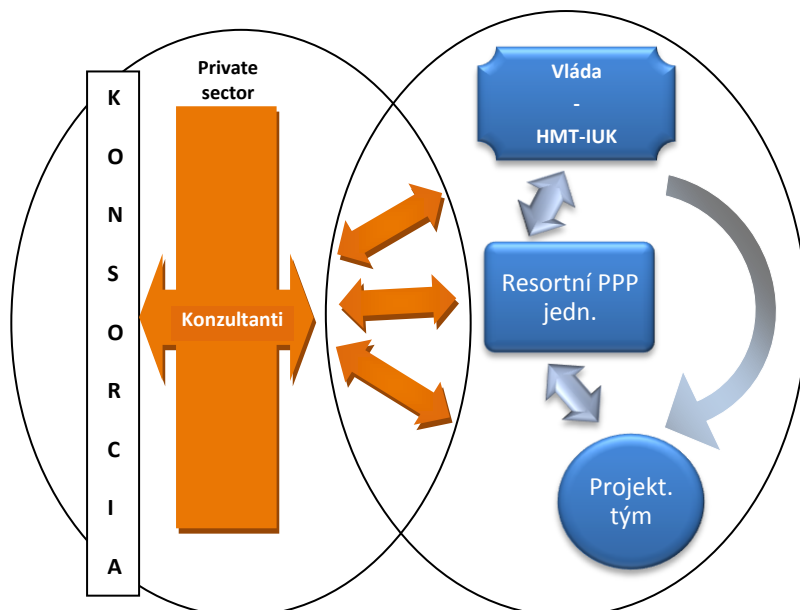 K
O
N
S
O
R
C
I
A
Private
sector
Konzultanti
Vláda
-
HMT-IUK
Resortní PPP
jedn.
Projekt.
tým